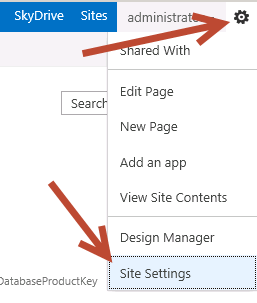 SkyDrive Sites administrat
Shared With
Edit Page
Search
New Page
Add an app
View Site Contents
Design Manager
Site Settings
DatabaseProductKey